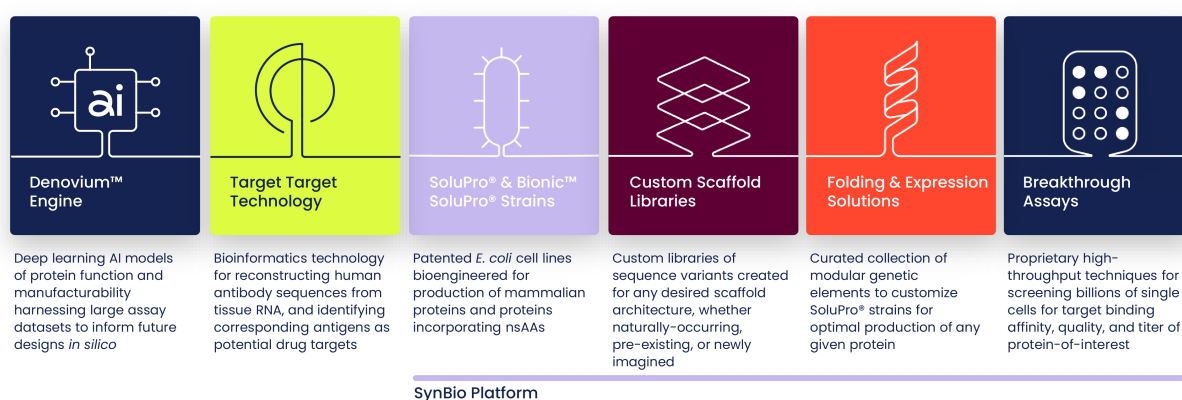 ai
Denovium™
Engine
Deep learning AI models
of protein function and
manufacturability
harnessing large assay
datasets to inform future
designs in silico
Target Target
Technology
Bioinformatics technology
for reconstructing human
antibody sequences from
tissue RNA, and identifying
corresponding antigens as
potential drug targets
SoluPro® & Bionic™
SoluPro® Strains
Patented E. coli cell lines
bioengineered for
production of mammalian
proteins and proteins
incorporating nsAAs
Custom Scaffold
Libraries
Custom libraries of
sequence variants created
for any desired scaffold
architecture, whether
naturally-occurring,
pre-existing, or newly
imagined
Folding & Expression
Solutions
Curated collection of
modular genetic
elements to customize
SoluPro® strains for
optimal production of any
given protein
Breakthrough
Assays
Proprietary high-
throughput techniques for
screening billions of single
cells for target binding
affinity, quality, and titer of
protein-of-interest
SynBio Platform